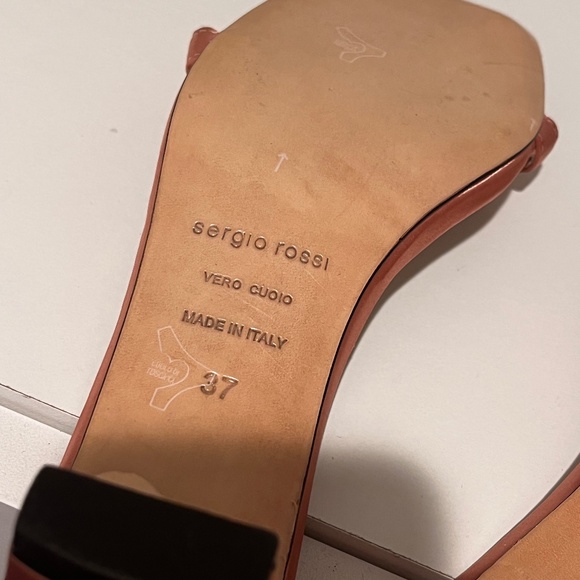 sergio rossi
VERO CUOIO
MADE IN ITALY
37